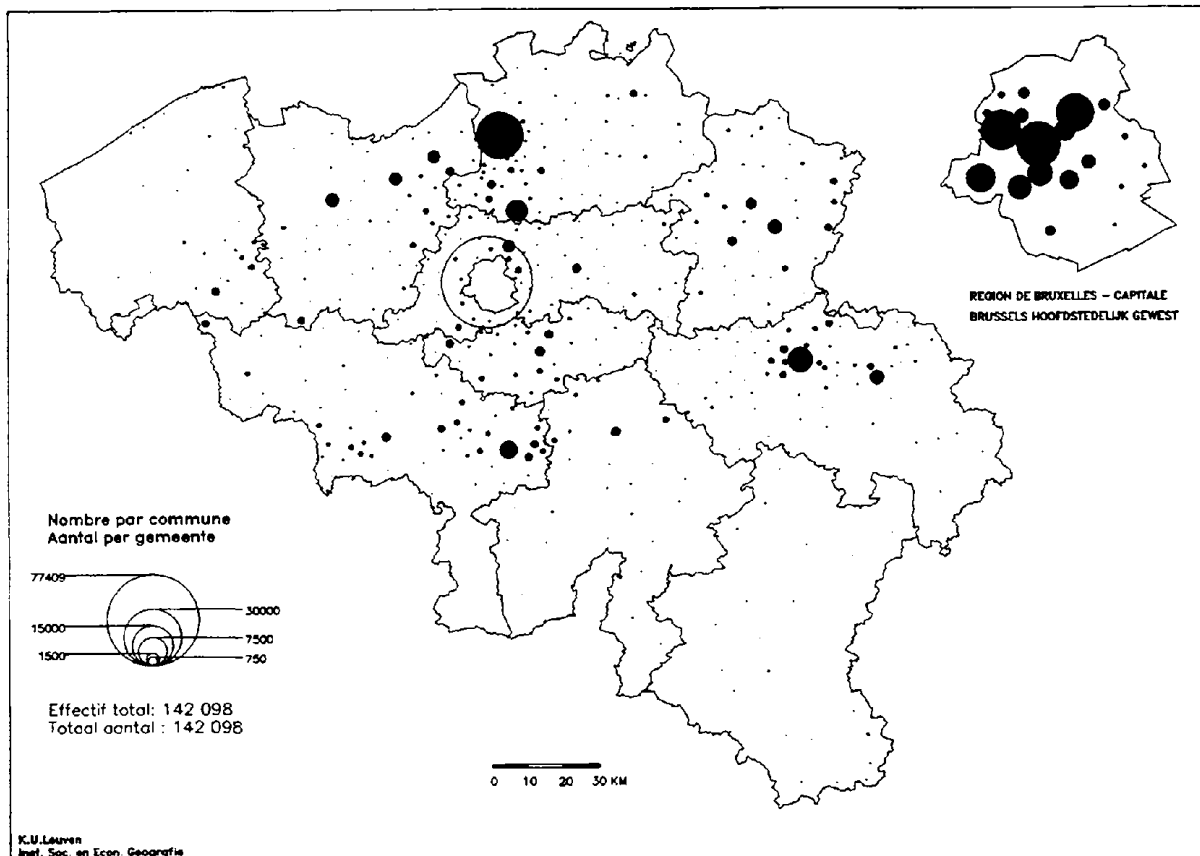 REGION DE BRUXELLES – CAPITALE
BRUSSELS HOOFDSTEDELIJK GEWEST
Nombre par commune
Aantal per gemeente
77409
30000
15000
7500
1500
750
Effectif total: 142 098
Totaal aantal : 142 098
0 10 20 30 KM
K.U.Leuven
Inst. Soc. en Econ. Geografie